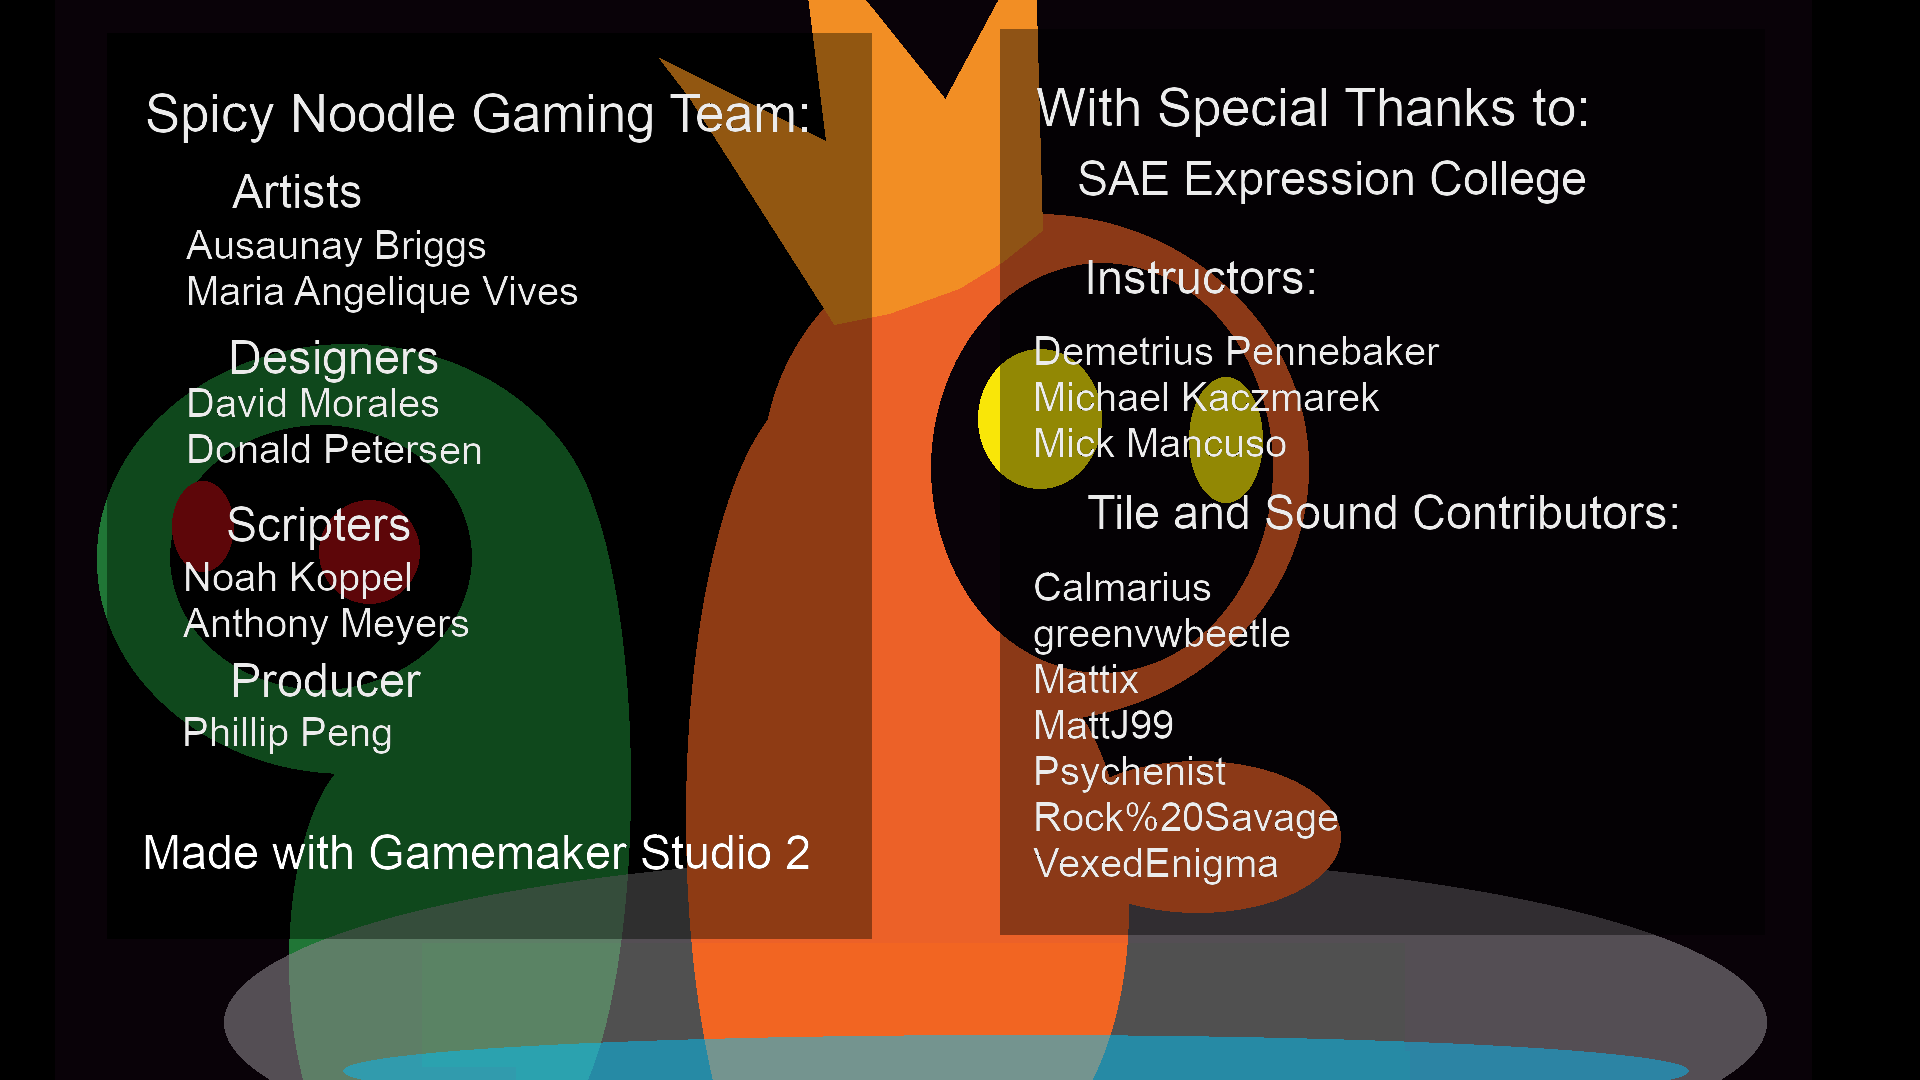 Spicy Noodle Gaming Team:
Artists
Ausaunay Briggs
Maria Angelique Vives
Designers
David Morales
Donald Petersen
Scripters
Noah Koppel
Anthony Meyers
Producer
Phillip Peng
Made with Gamemaker Studio 2
With Special Thanks to:
SAE Expression College
Instructors:
Demetrius Pennebaker
Michael Kaczmarek
Mick Mancuso
Tile and Sound Contributors:
Calmarius
greenvwbeetle
Mattix
MattJ99
Psychenist
Rock%20Savage
VexedEnigma